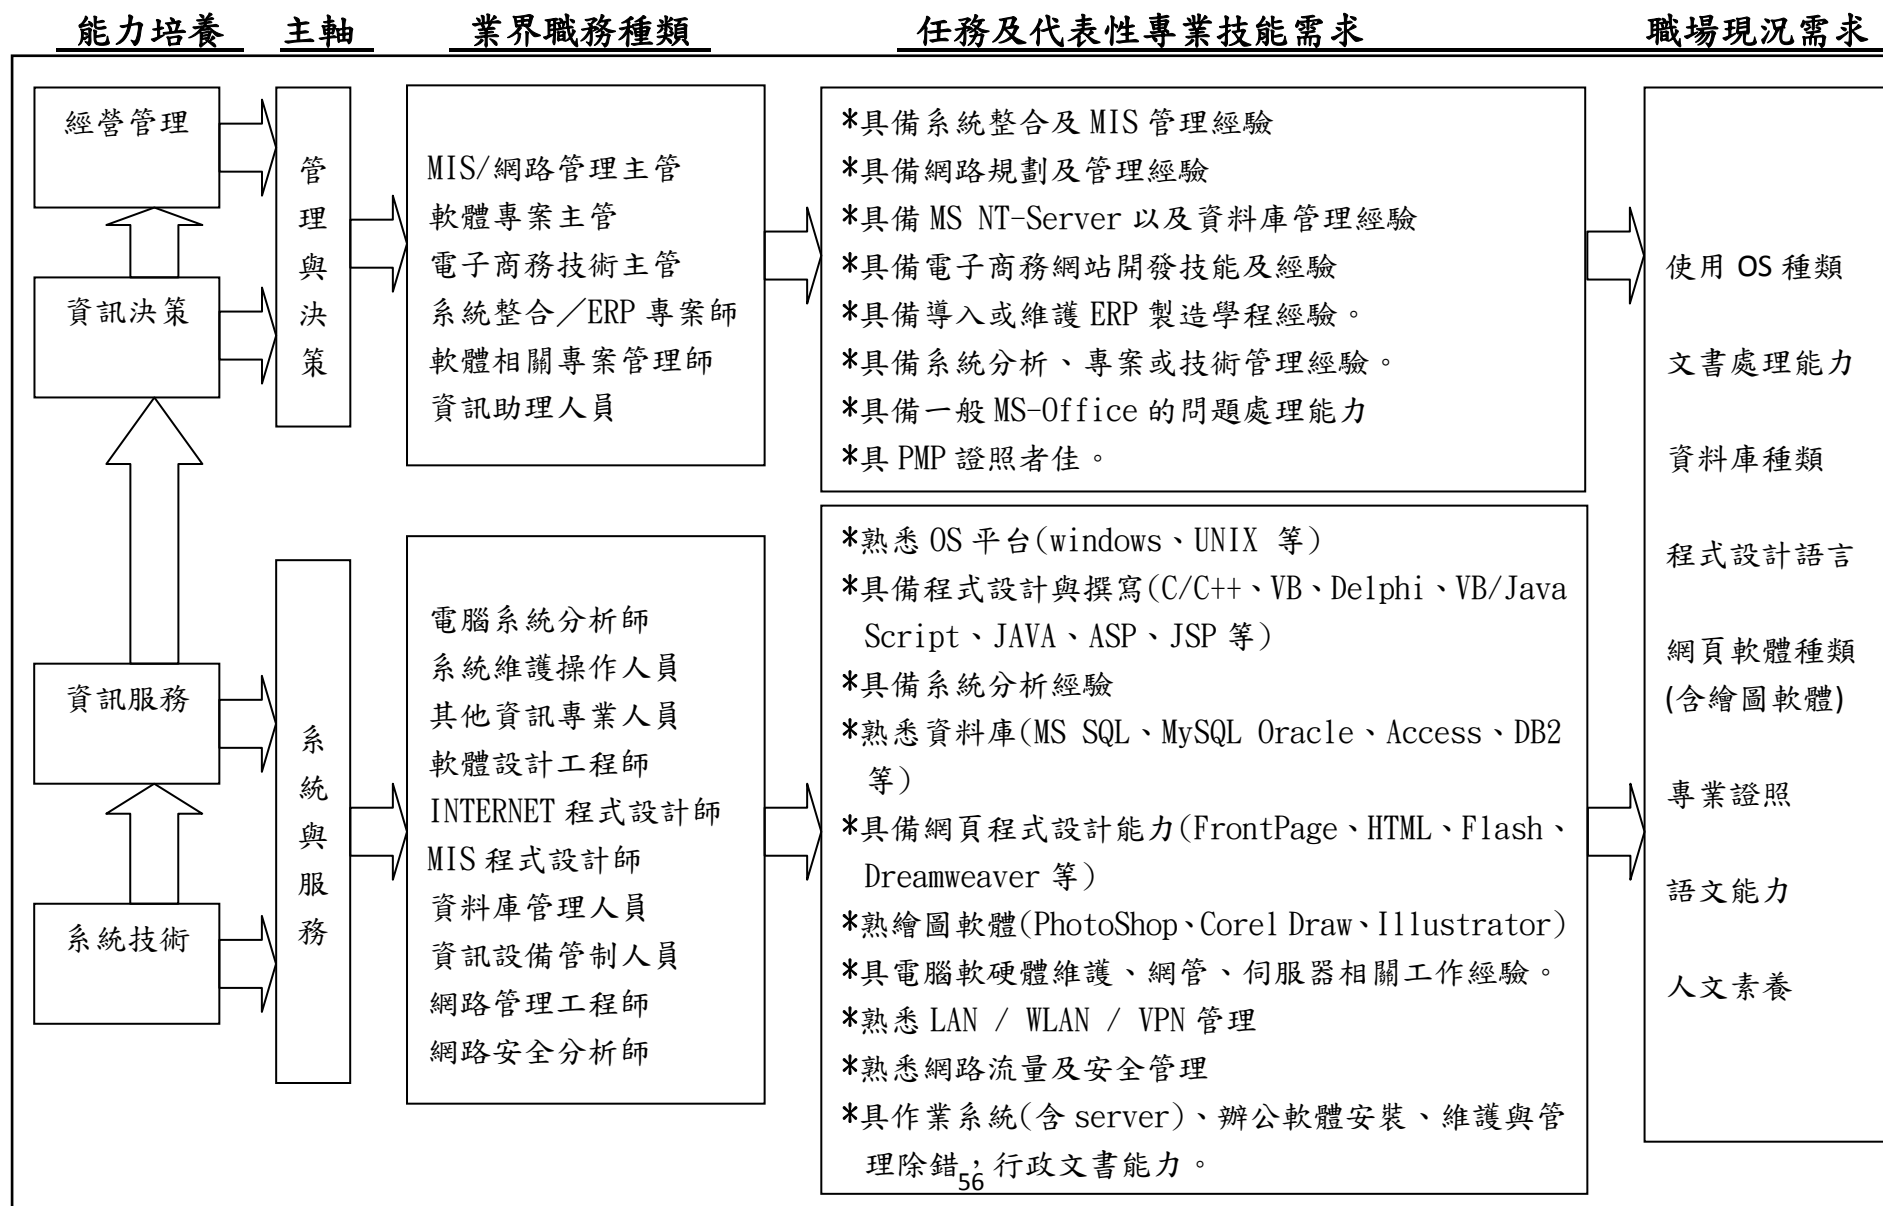 能力培養 主軸 業界職務種類 任務及代表性專業技能需求 職場現況需求
經營管理
資訊決策
資訊服務
系統技術
管理與決策
系統與服務
MIS/網路管理主管
軟體專案主管
電子商務技術主管
系統整合／ERP 專案師
軟體相關專案管理師
資訊助理人員
電腦系統分析師
系統維護操作人員
其他資訊專業人員
軟體設計工程師
INTERNET 程式設計師
MIS 程式設計師
資料庫管理人員
資訊設備管制人員
網路管理工程師
網路安全分析師
*具備系統整合及 MIS 管理經驗
*具備網路規劃及管理經驗
*具備 MS NT-Server 以及資料庫管理經驗
*具備電子商務網站開發技能及經驗
*具備導入或維護 ERP 製造學程經驗。
*具備系統分析、專案或技術管理經驗。
*具備一般 MS-Office 的問題處理能力
*具 PMP 證照者佳。
*熟悉 OS 平台(windows、UNIX 等)
*具備程式設計與撰寫(C/C++、VB、Delphi、VB/Java
Script、JAVA、ASP、JSP 等)
*具備系統分析經驗
*熟悉資料庫(MS SQL、MySQL Oracle、Access、DB2
等)
*具備網頁程式設計能力(FrontPage、HTML、Flash、
Dreamweaver 等)
*熟繪圖軟體(PhotoShop、Corel Draw、Illustrator)
*具電腦軟硬體維護、網管、伺服器相關工作經驗。
*熟悉 LAN / WLAN / VPN 管理
*熟悉網路流量及安全管理
*具作業系統(含 server)、辦公軟體安裝、維護與管
理除錯，行政文書能力。
使用 OS 種類
文書處理能力
資料庫種類
程式設計語言
網頁軟體種類
(含繪圖軟體)
專業證照
語文能力
人文素養
56